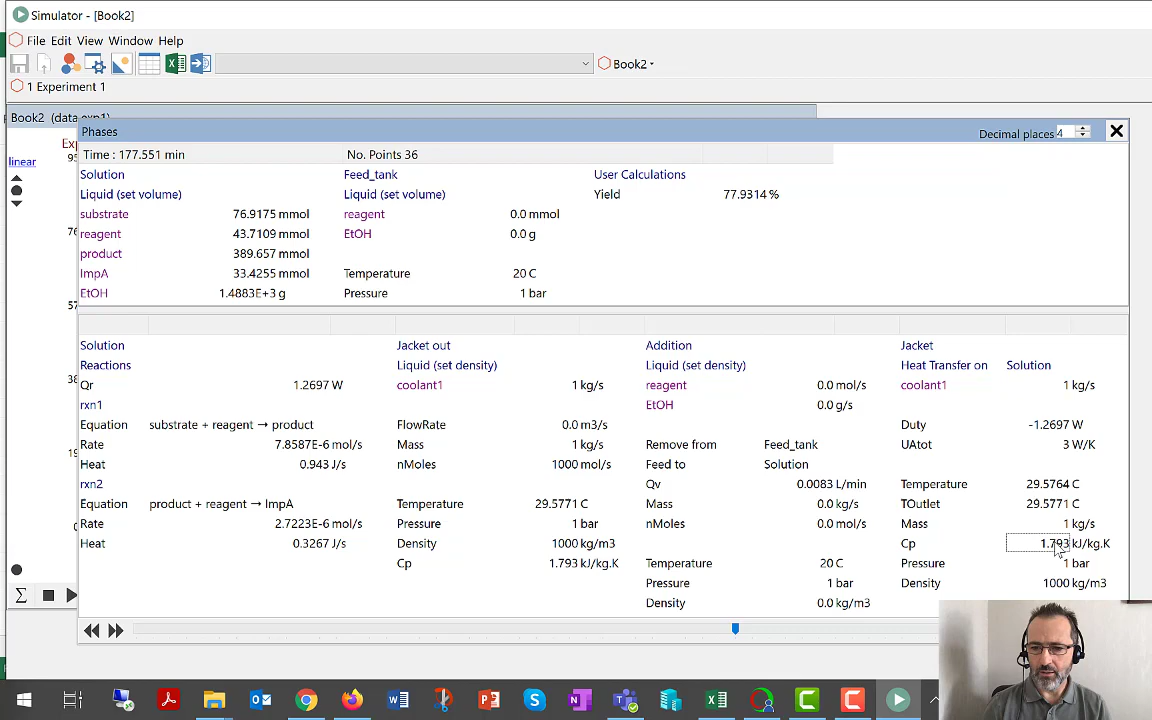 Simulator - [Book2]
File Edit View Window Help
Book2
1 Experiment 1
Book2 (data.exp1)
Phases
Decimal places 4
linear
Time : 177.551 min No. Points 36
Solution Feed_tank User Calculations
Liquid (set volume) Liquid (set volume) Yield 77.9314 %
substrate 76.9175 mmol reagent 0.0 mmol
reagent 43.7109 mmol EtOH 0.0 g
product 389.657 mmol
ImpA 33.4255 mmol Temperature 20 C
EtOH 1.4883E+3 g Pressure 1 bar
Solution Jacket out Addition Jacket
Reactions Liquid (set density) Liquid (set density) Heat Transfer on Solution
Qr 1.2697 W coolant1 1 kg/s reagent 0.0 mol/s coolant1 1 kg/s
rxn1 EtOH 0.0 g/s
Equation substrate + reagent → product FlowRate 0.0 m3/s Duty -1.2697 W
Rate 7.8587E-6 mol/s Mass 1 kg/s Remove from Feed_tank UAtot 3 W/K
Heat 0.943 J/s nMoles 1000 mol/s Feed to Solution
rxn2 Qv 0.0083 L/min Temperature 29.5764 C
Equation product + reagent → ImpA Temperature 29.5771 C Mass 0.0 kg/s TOutlet 29.5771 C
Rate 2.7223E-6 mol/s Pressure 1 bar nMoles 0.0 mol/s Mass 1 kg/s
Heat 0.3267 J/s Density 1000 kg/m3 Cp 1.793 kJ/kg.K
Cp 1.793 kJ/kg.K Temperature 20 C Pressure 1 bar
Pressure 1 bar Density 1000 kg/m3
Density 0.0 kg/m3